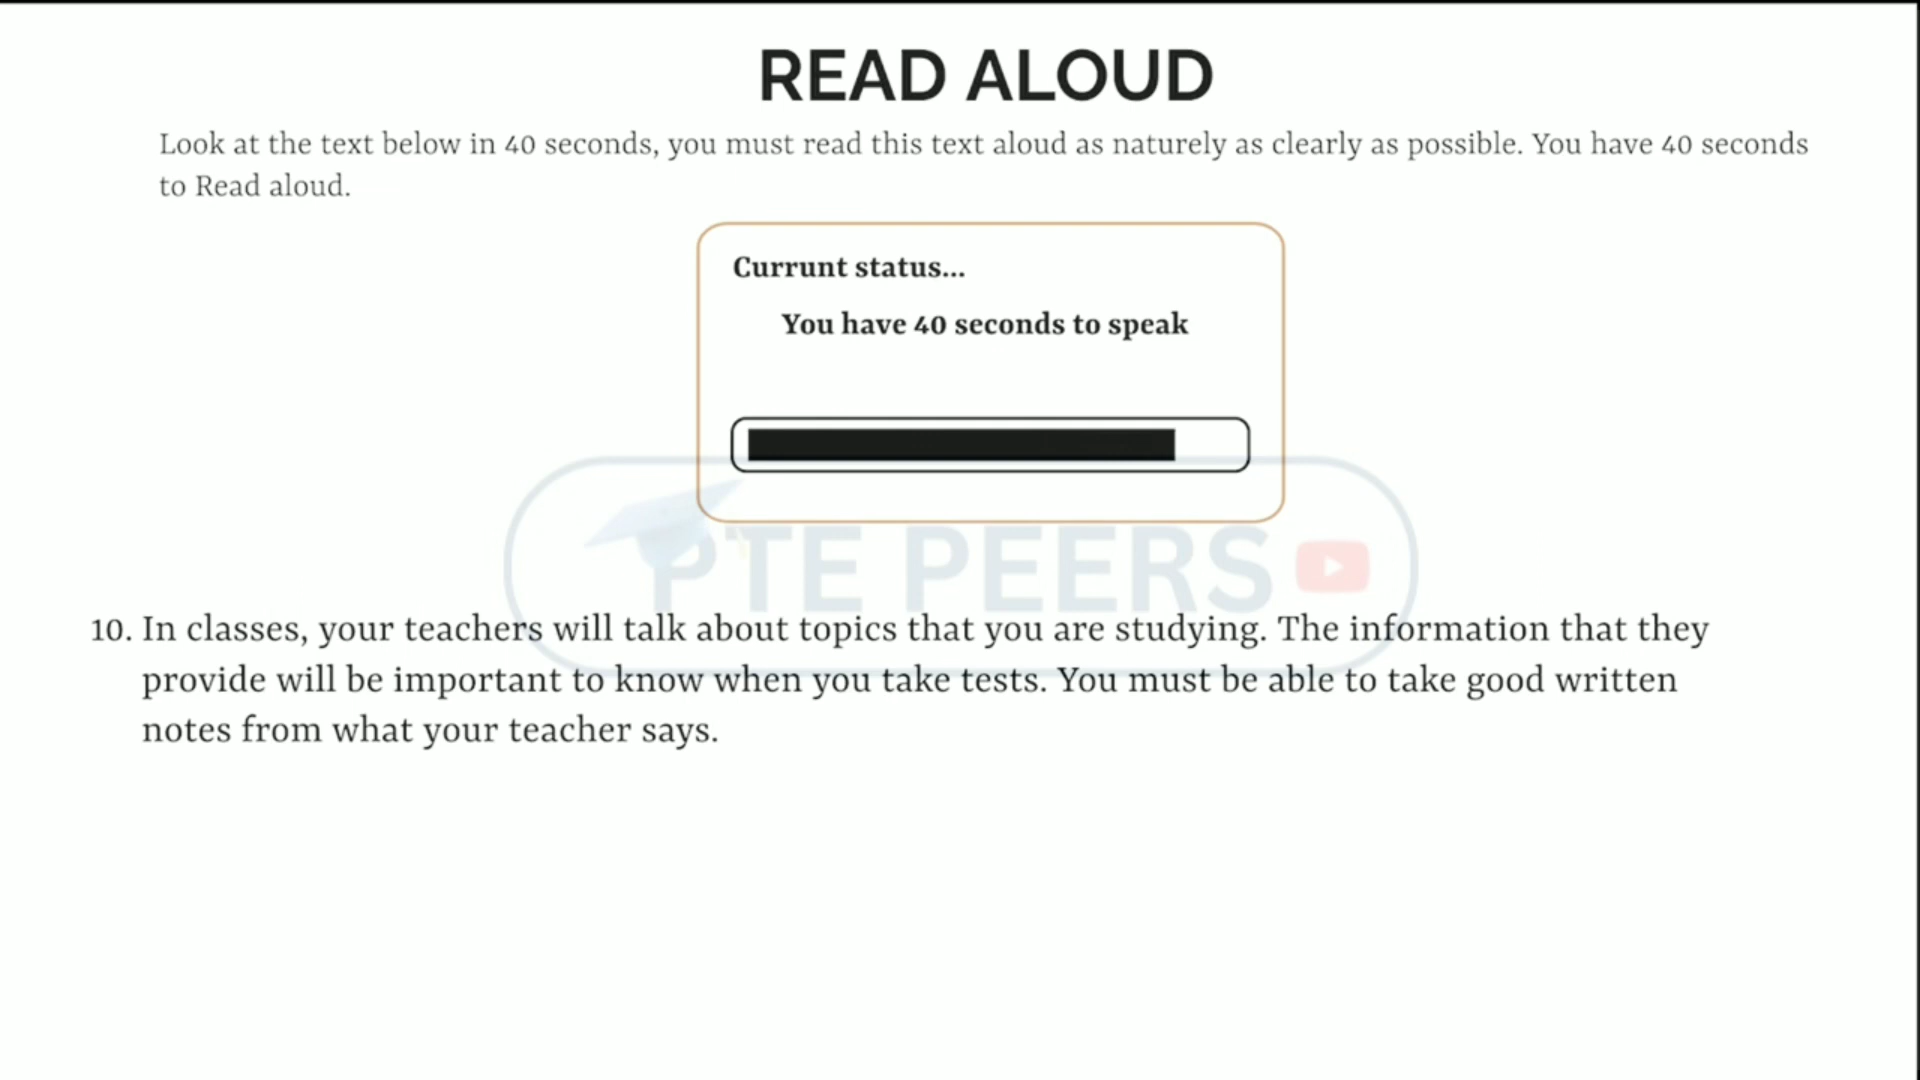 READ ALOUD
Look at the text below in 40 seconds, you must read this text aloud as naturely as clearly as possible. You have 40 seconds
to Read aloud.
Currunt status...
You have 40 seconds to speak
PTE PEERS
10. In classes, your teachers will talk about topics that you are studying. The information that they
provide will be important to know when you take tests. You must be able to take good written
notes from what your teacher says.